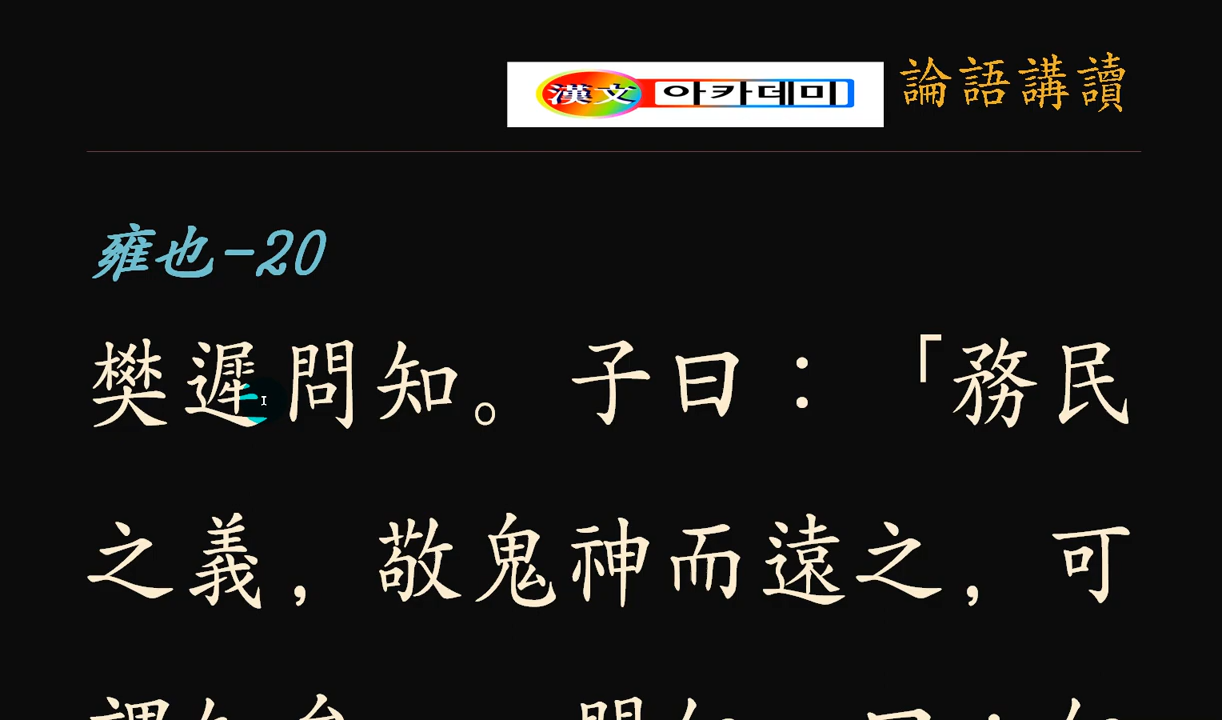 漢文 아카데미 論語講讀
雍也-20
樊遲問知。子曰：「務民
之義，敬鬼神而遠之，可